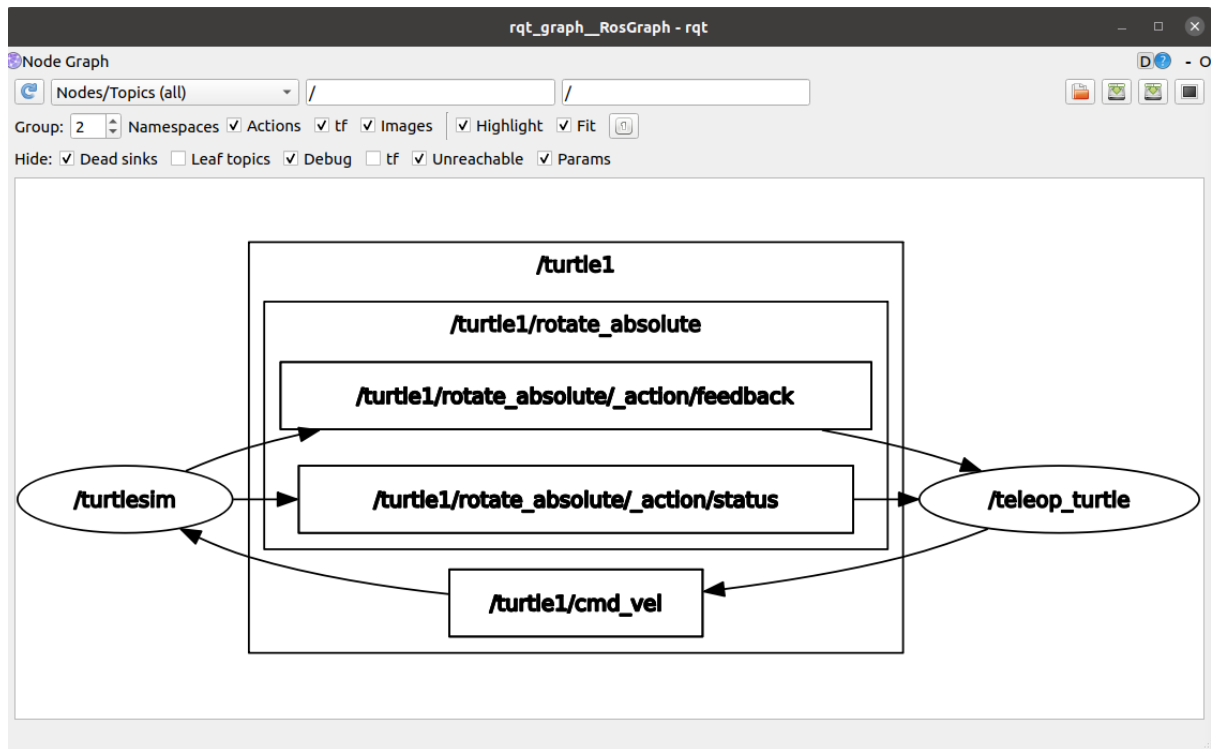 rqt_graph__RosGraph - rqt
Node Graph D ? - O
Nodes/Topics (all) / /
Group: 2 Namespaces Actions tf Images Highlight Fit
Hide: Dead sinks Leaf topics Debug tf Unreachable Params
/turtle1
/turtle1/rotate_absolute
/turtle1/rotate_absolute/_action/feedback
/turtlesim
/turtle1/rotate_absolute/_action/status
/teleop_turtle
/turtle1/cmd_vel